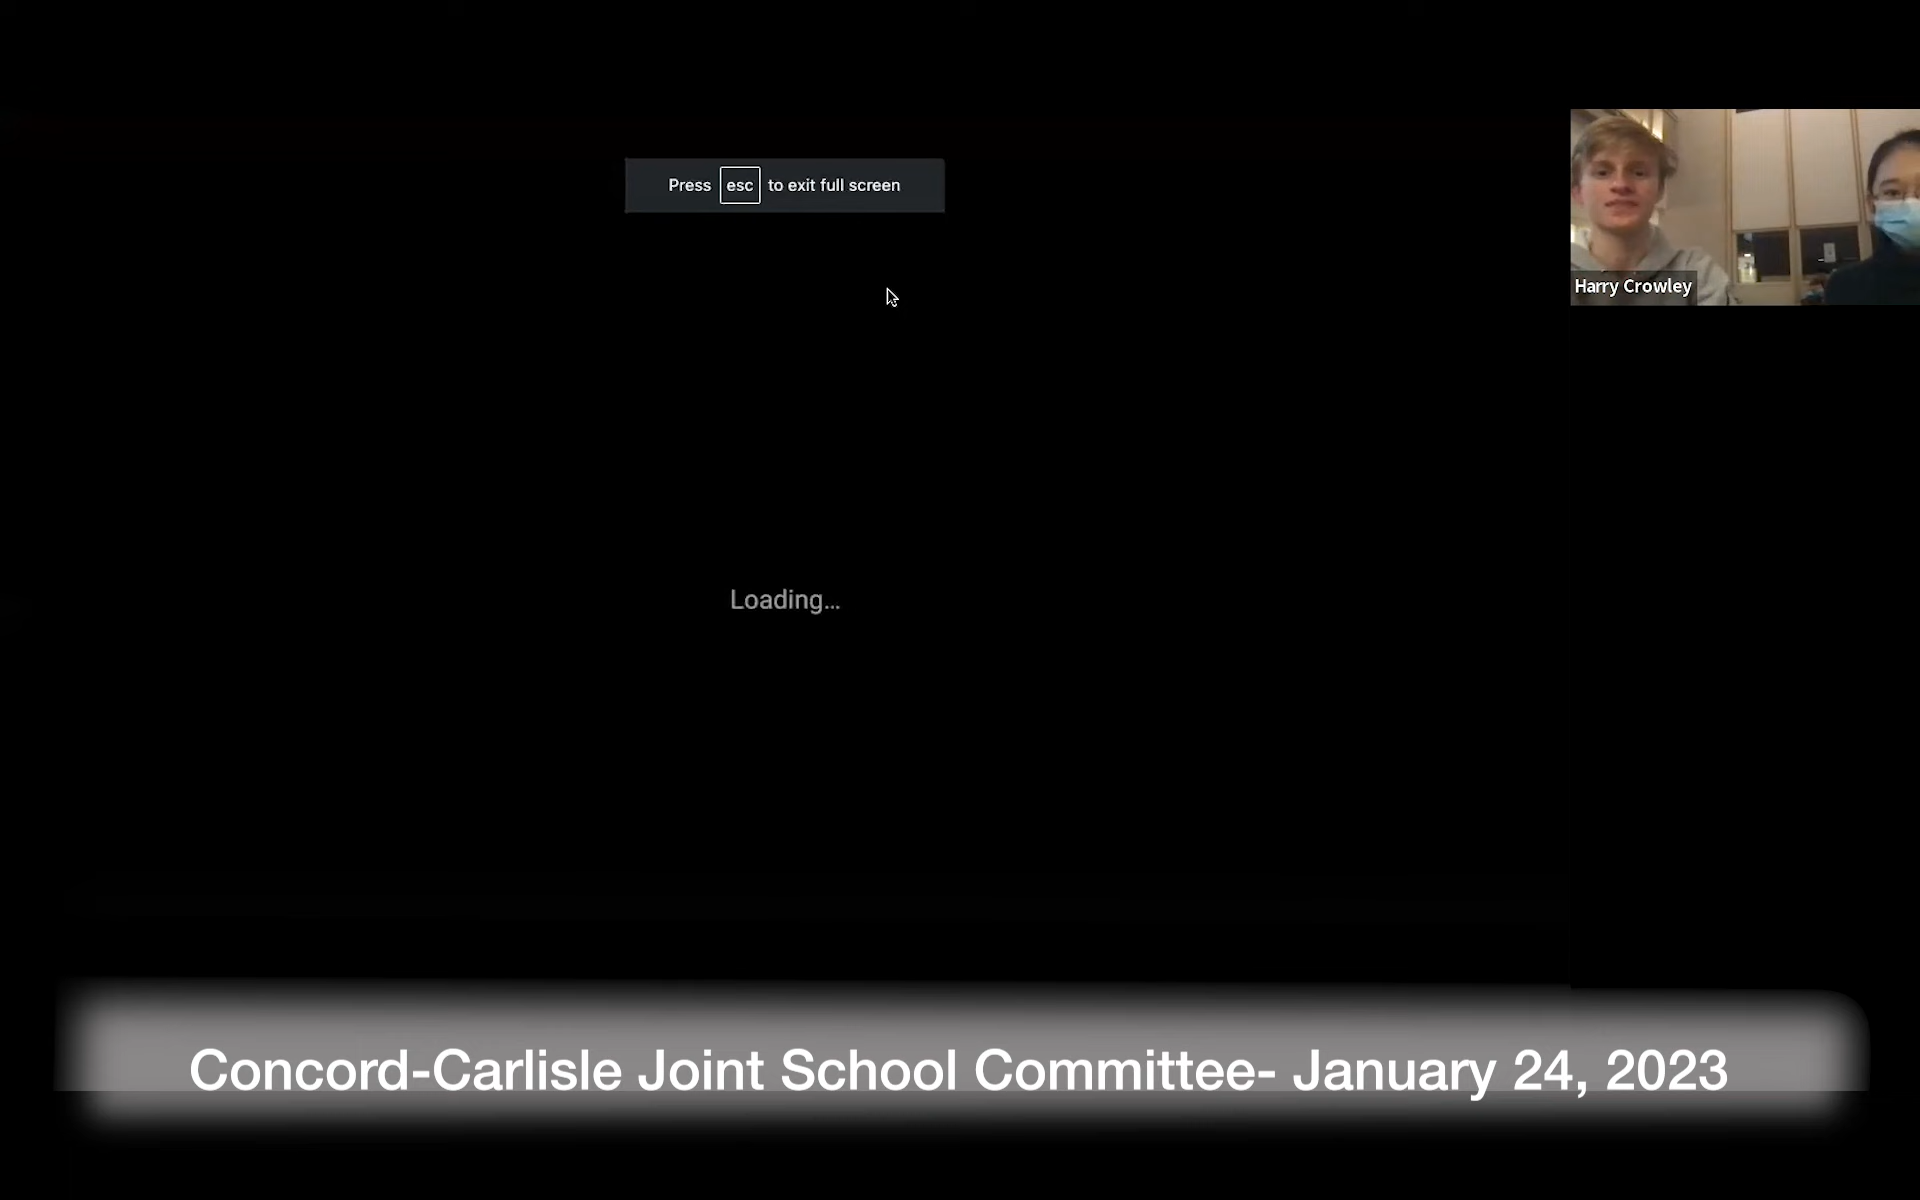 Press esc to exit full screen
Harry Crowley
Loading...
Concord-Carlisle Joint School Committee- January 24, 2023